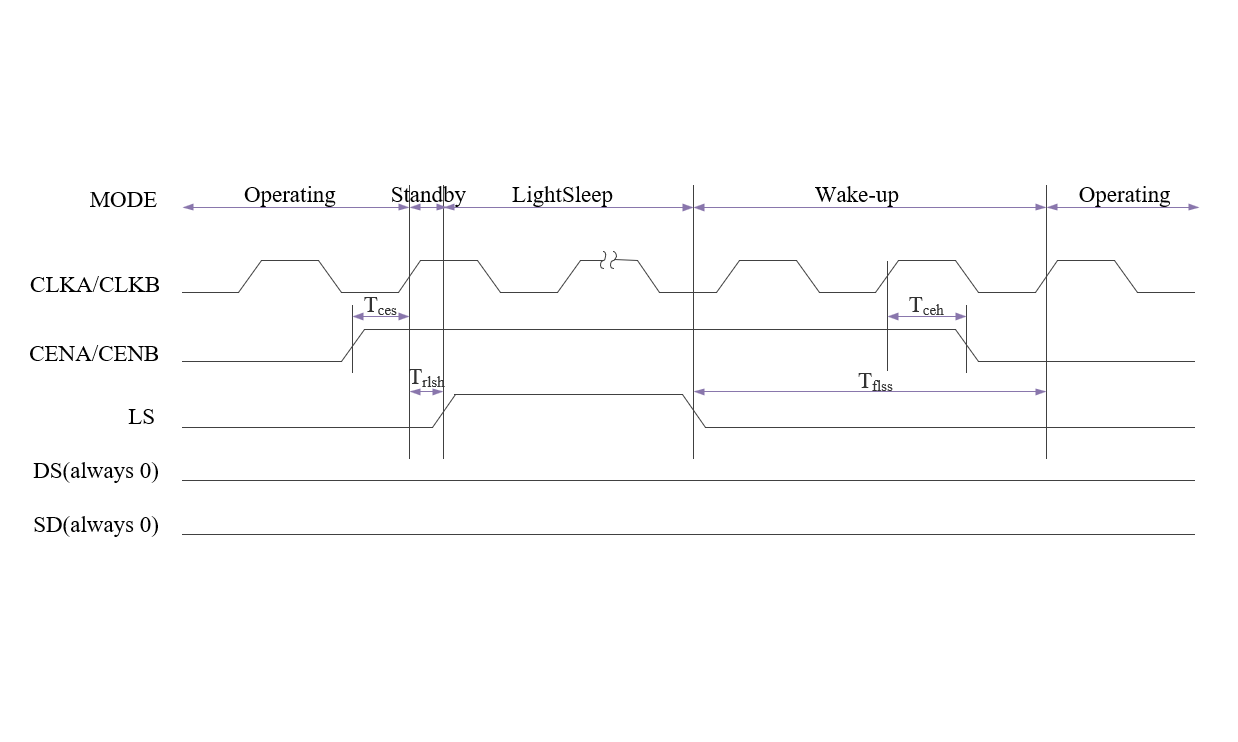 MODE Operating Standby LightSleep Wake-up Operating
CLKA/CLKB
Tces Tceh
CENA/CENB
Trlsh Tflss
LS
DS(always 0)
SD(always 0)